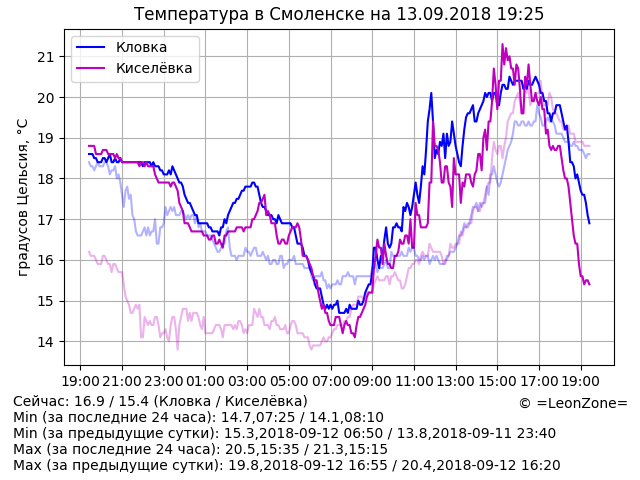 Температура в Смоленске на 13.09.2018 19:25
Кловка
Киселёвка
градусов Цельсия, °C
21
20
19
18
17
16
15
14
19:00 21:00 23:00 01:00 03:00 05:00 07:00 09:00 11:00 13:00 15:00 17:00 19:00
Сейчас: 16.9 / 15.4 (Кловка / Киселёвка)
© =LeonZone=
Min (за последние 24 часа): 14.7,07:25 / 14.1,08:10
Min (за предыдущие сутки): 15.3,2018-09-12 06:50 / 13.8,2018-09-11 23:40
Max (за последние 24 часа): 20.5,15:35 / 21.3,15:15
Max (за предыдущие сутки): 19.8,2018-09-12 16:55 / 20.4,2018-09-12 16:20